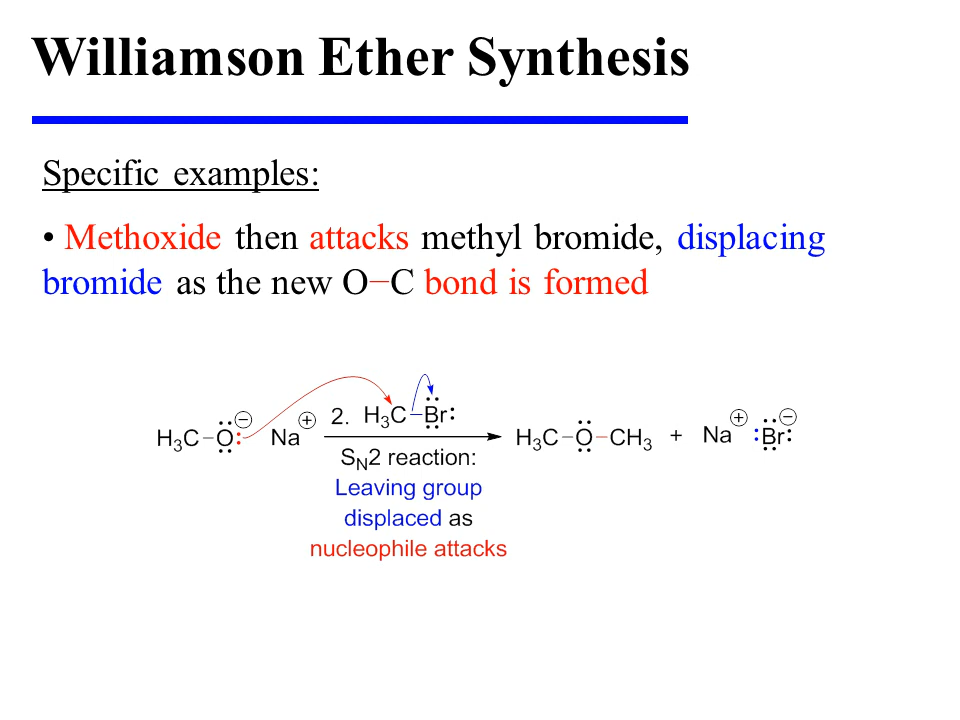 Williamson Ether Synthesis
Specific examples:
• Methoxide then attacks methyl bromide, displacing
bromide as the new O−C bond is formed
H₃C−O:⊖ Na⊕ 2. H₃C−Br: H₃C−O−CH₃ + Na⊕ :Br:⊖
SN2 reaction:
Leaving group
displaced as
nucleophile attacks